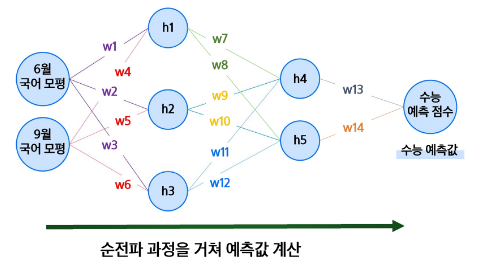 6월
국어 모평
9월
국어 모평
w1
w4
w2
w5
w3
w6
h1
h2
h3
w7
w8
w9
w10
w11
w12
h4
h5
w13
w14
수능
예측 점수
수능 예측값
순전파 과정을 거쳐 예측값 계산